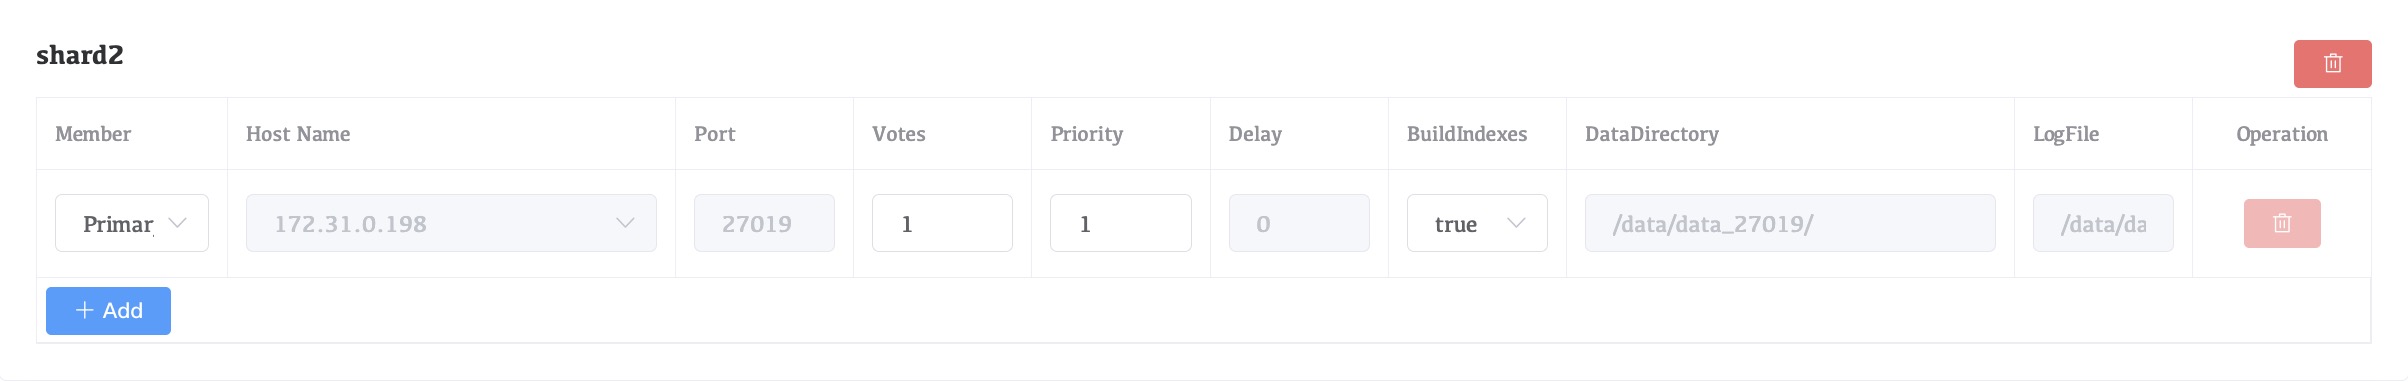 shard2
Member Host Name Port Votes Priority Delay BuildIndexes DataDirectory LogFile Operation
Primar 172.31.0.198 27019 1 1 0 true /data/data_27019/ /data/da
+ Add